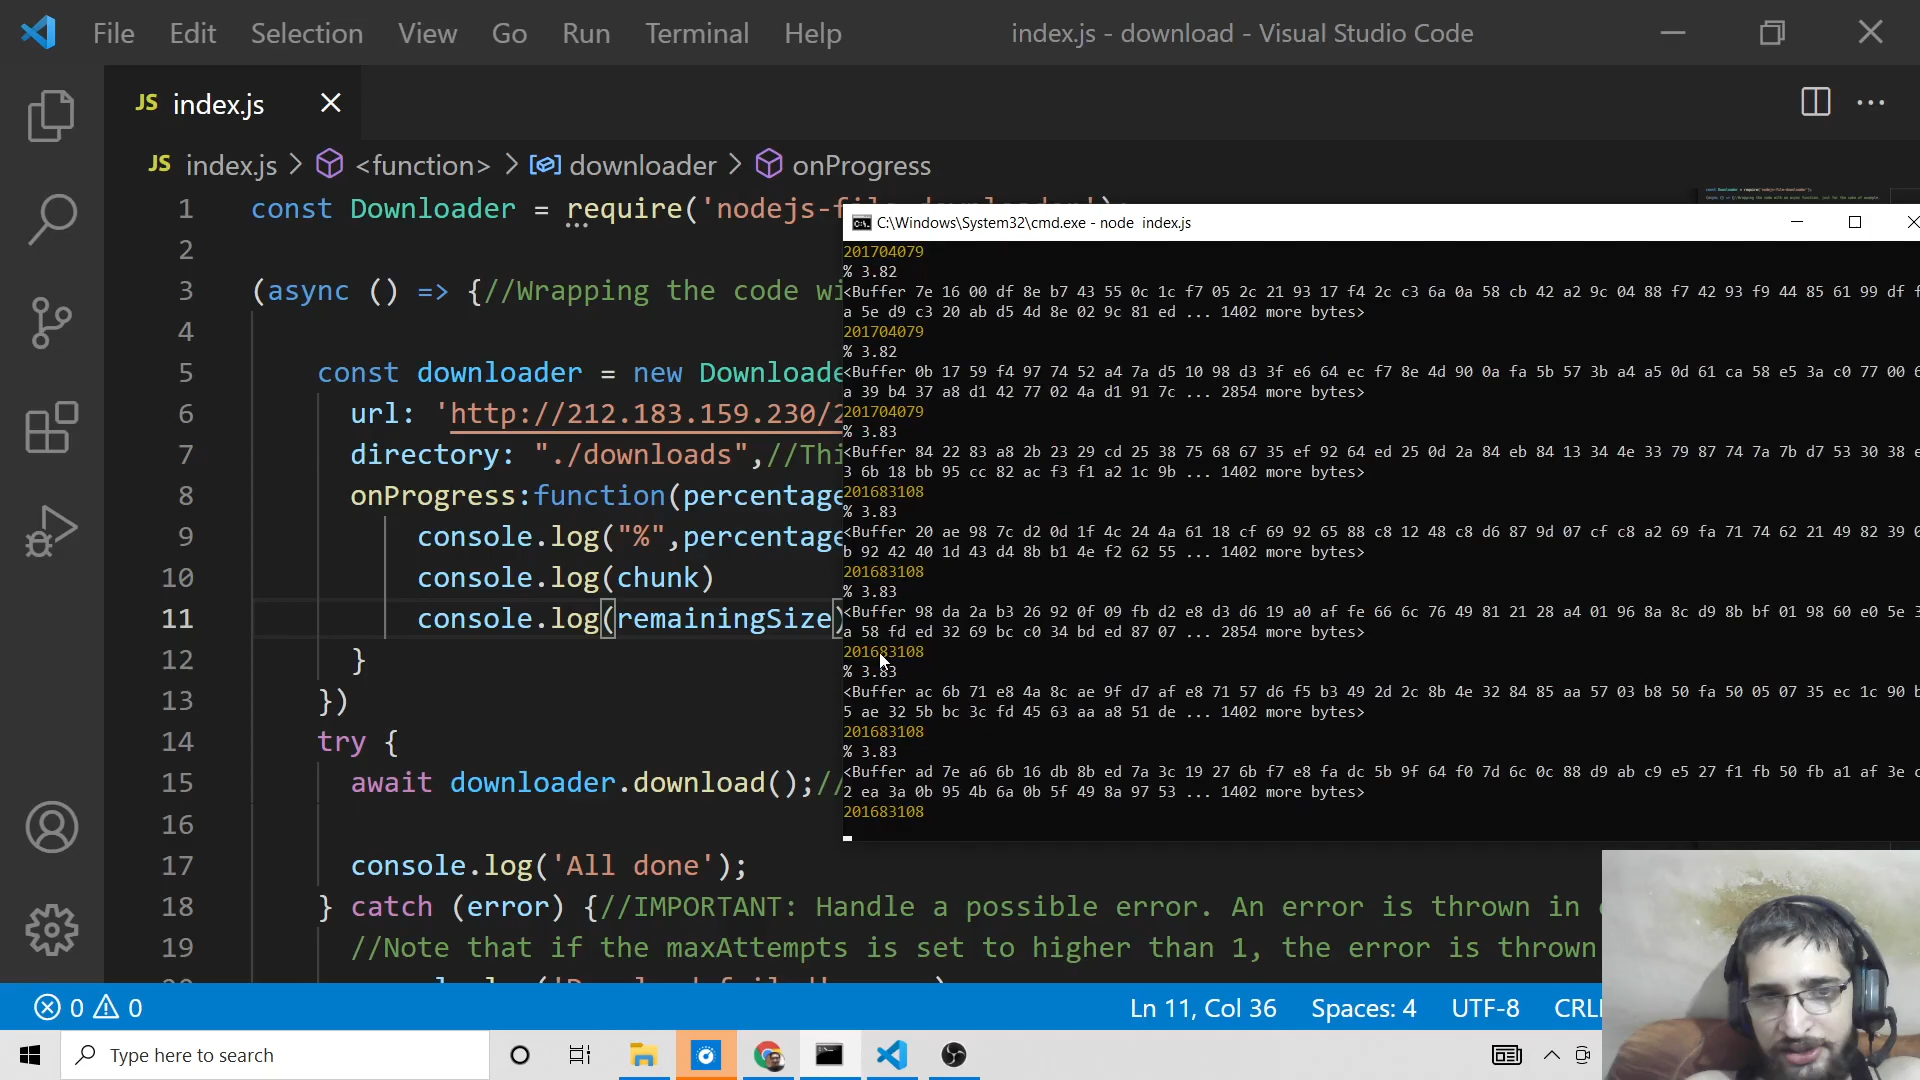 File Edit Selection View Go Run Terminal Help index.js - download - Visual Studio Code
JS index.js
JS index.js > <function> > downloader > onProgress
1 const Downloader = require('nodejs-file-downloader');
2
3 (async () => {//Wrapping the code wi
4
5 const downloader = new Downloade
6 url: 'http://212.183.159.230/2
7 directory: "./downloads",//Thi
8 onProgress:function(percentage
9 console.log("%",percentage
10 console.log(chunk)
11 console.log(remainingSize)
12 }
13 })
14 try {
15 await downloader.download();//
16
17 console.log('All done');
18 } catch (error) {//IMPORTANT: Handle a possible error. An error is thrown in
19 //Note that if the maxAttempts is set to higher than 1, the error is thrown
C:\Windows\System32\cmd.exe - node index.js
201704079
% 3.82
<Buffer 7e 16 00 df 8e b7 43 55 0c 1c f7 05 2c 21 93 17 f4 2c c3 6a 0a 58 cb 42 a2 9c 04 88 f7 42 93 f9 44 85 61 99 df f
a 5e d9 c3 20 ab d5 4d 8e 02 9c 81 ed ... 1402 more bytes>
201704079
% 3.82
<Buffer 0b 17 59 f4 97 74 52 a4 7a d5 10 98 d3 3f e6 64 ec f7 8e 4d 90 0a fa 5b 57 3b a4 a5 0d 61 ca 58 e5 3a c0 77 00 6
a 39 b4 37 a8 d1 42 77 02 4a d1 91 7c ... 2854 more bytes>
201704079
% 3.83
<Buffer 84 22 83 a8 2b 23 29 cd 25 38 75 68 67 35 ef 92 64 ed 25 0d 2a 84 eb 84 13 34 4e 33 79 87 74 7a 7b d7 53 30 38 e
3 6b 18 bb 95 cc 82 ac f3 f1 a2 1c 9b ... 1402 more bytes>
201683108
% 3.83
<Buffer 20 ae 98 7c d2 0d 1f 4c 24 4a 61 18 cf 69 92 65 88 c8 12 48 c8 d6 87 9d 07 cf c8 a2 69 fa 71 74 62 21 49 82 39 0
b 92 42 40 1d 43 d4 8b b1 4e f2 62 55 ... 1402 more bytes>
201683108
% 3.83
<Buffer 98 da 2a b3 26 92 0f 09 fb d2 e8 d3 d6 19 a0 af fe 66 6c 76 49 81 21 28 a4 01 96 8a 8c d9 8b bf 01 98 60 e0 5e 3
a 58 fd ed 32 69 bc c0 34 bd ed 87 07 ... 2854 more bytes>
201683108
% 3.83
<Buffer ac 6b 71 e8 4a 8c ae 9f d7 af e8 71 57 d6 f5 b3 49 2d 2c 8b 4e 32 84 85 aa 57 03 b8 50 fa 50 05 07 35 ec 1c 90 b
5 ae 32 5b bc 3c fd 45 63 aa a8 51 de ... 1402 more bytes>
201683108
% 3.83
<Buffer ad 7e a6 6b 16 db 8b ed 7a 3c 19 27 6b f7 e8 fa dc 5b 9f 64 f0 7d 6c 0c 88 d9 ab c9 e5 27 f1 fb 50 fb a1 af 3e c
2 ea 3a 0b 95 4b 6a 0b 5f 49 8a 97 53 ... 1402 more bytes>
201683108
0 0 Ln 11, Col 36 Spaces: 4 UTF-8 CRL
Type here to search